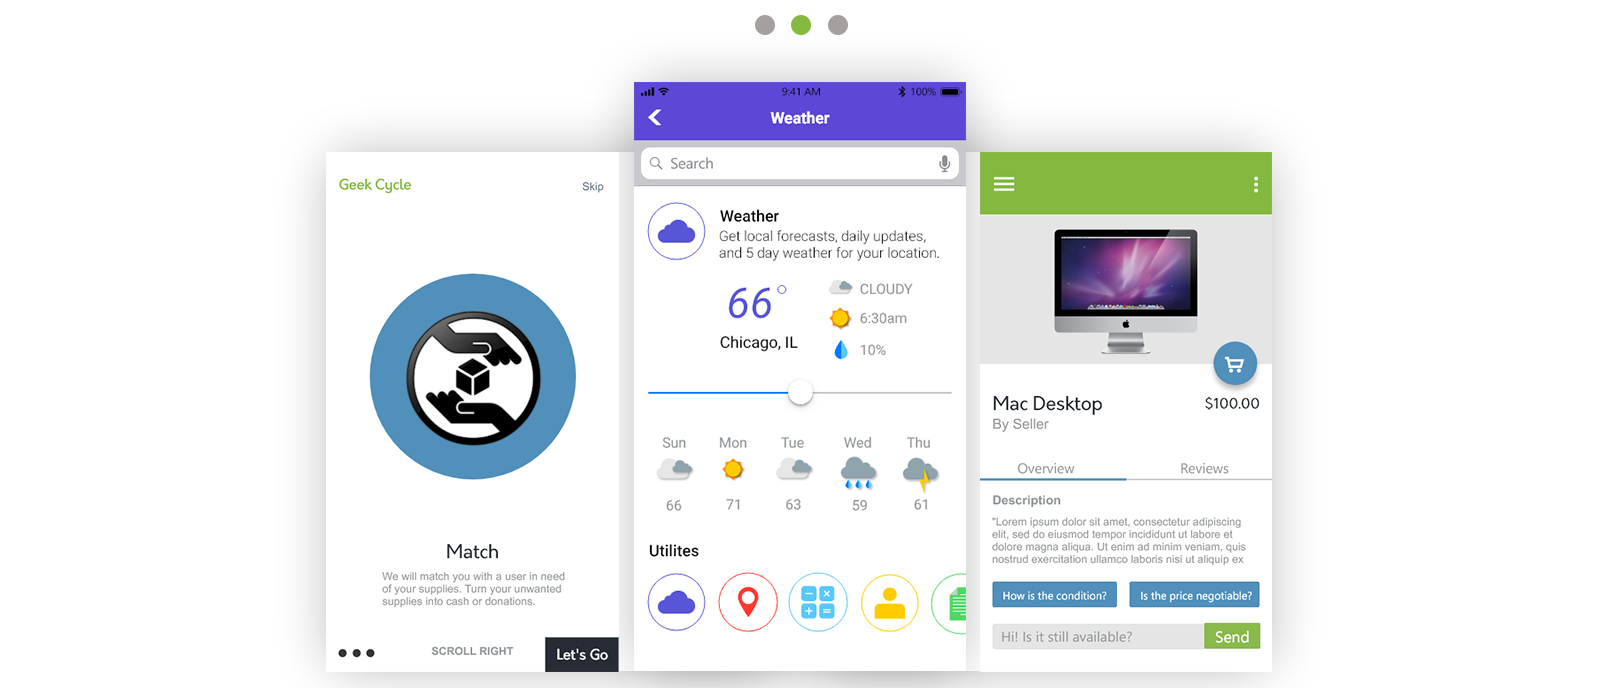 Geek Cycle
Skip
Match
We will match you with a user in need
of your supplies. Turn your unwanted
supplies into cash or donations.
SCROLL RIGHT
Let's Go
9:41 AM
100%
Weather
Search
Weather
Get local forecasts, daily updates,
and 5 day weather for your location.
66°
Chicago, IL
CLOUDY
6:30am
10%
Sun Mon Tue Wed Thu
66 71 63 59 61
Utilites
Mac Desktop
$100.00
By Seller
Overview
Reviews
Description
"Lorem ipsum dolor sit amet, consectetur adipiscing
elit, sed do eiusmod tempor incididunt ut labore et
dolore magna aliqua. Ut enim ad minim veniam, quis
nostrud exercitation ullamco laboris nisi ut aliquip ex
How is the condition?
Is the price negotiable?
Hi! Is it still available?
Send